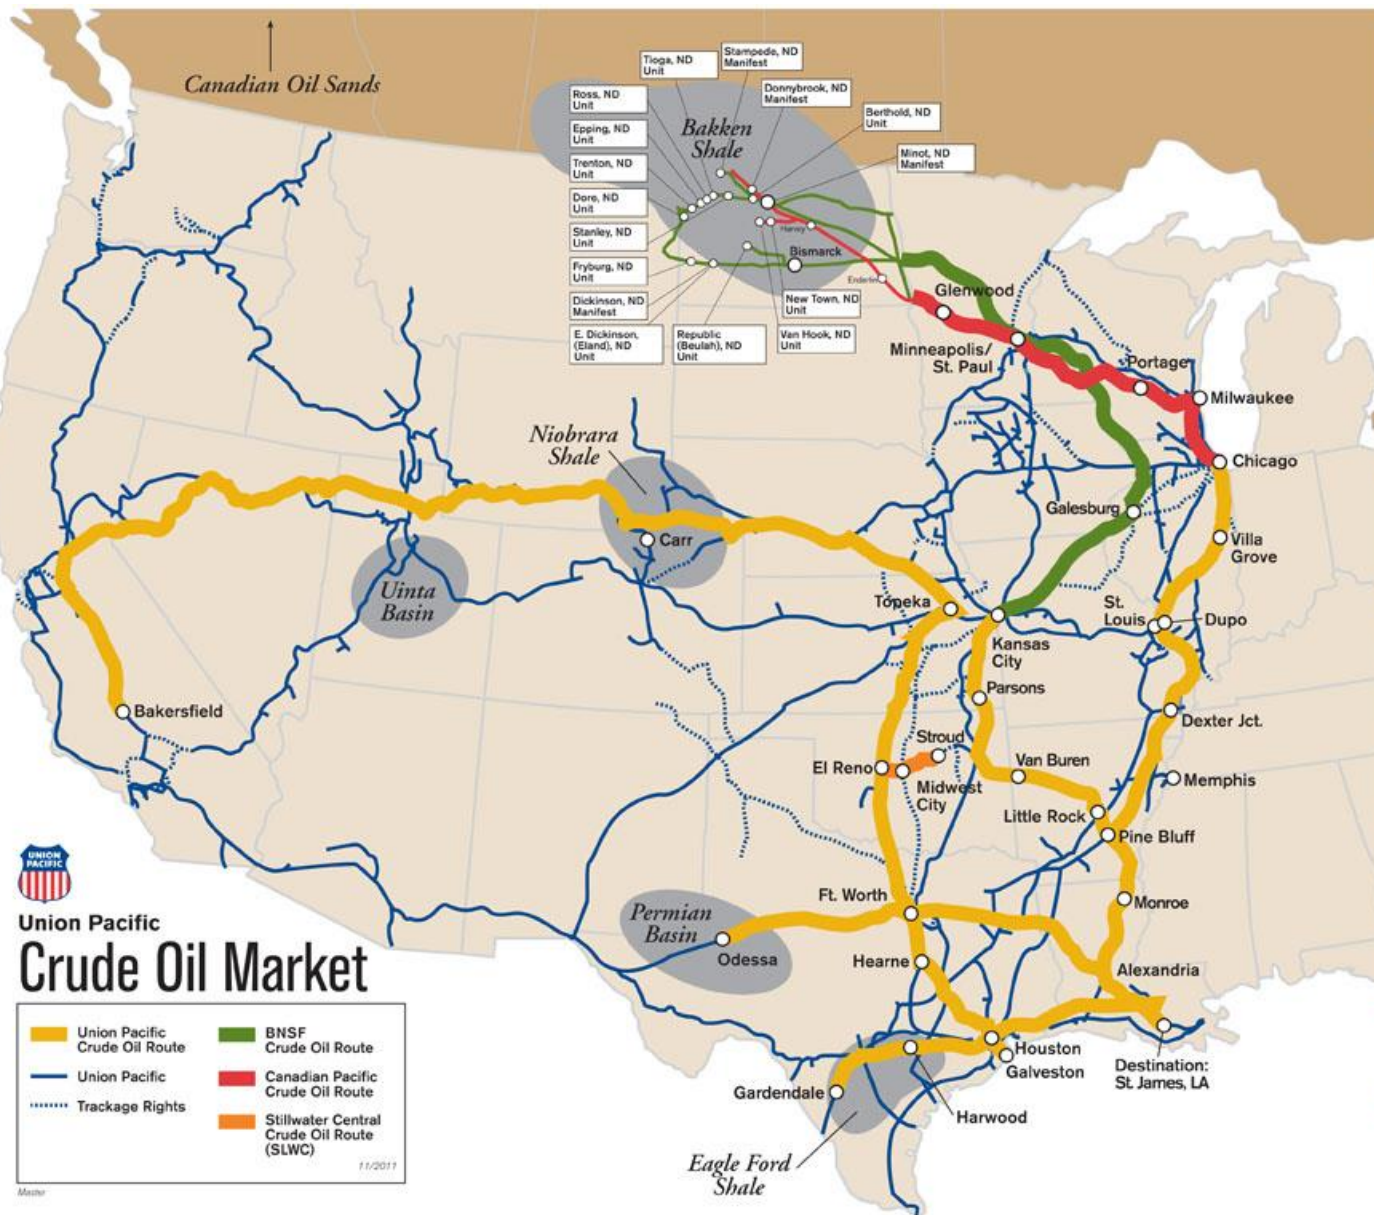 Canadian Oil Sands
Tioga, ND
Unit
Stampede, ND
Manifest
Ross, ND
Unit
Donnybrook, ND
Manifest
Epping, ND
Unit
Bakken
Shale
Berthold, ND
Unit
Trenton, ND
Unit
Minot, ND
Manifest
Dore, ND
Unit
Stanley, ND
Unit
Harvey
Bismarck
Fryburg, ND
Unit
Enderlin
Dickinson, ND
Manifest
New Town, ND
Unit
Glenwood
E. Dickinson,
(Eland), ND
Unit
Republic
(Beulah), ND
Unit
Van Hook, ND
Unit
Minneapolis/
St. Paul
Portage
Milwaukee
Niobrara
Shale
Chicago
Galesburg
Carr
Villa
Grove
Uinta
Basin
Topeka
St.
Louis
Dupo
Kansas
City
Parsons
Bakersfield
Dexter Jct.
Stroud
El Reno
Van Buren
Midwest
City
Memphis
Little Rock
Pine Bluff
UNION
PACIFIC
Ft. Worth
Permian
Basin
Monroe
Union Pacific
Crude Oil Market
Odessa
Hearne
Alexandria
Union Pacific
Crude Oil Route
BNSF
Crude Oil Route
Union Pacific
Canadian Pacific
Crude Oil Route
Trackage Rights
Stillwater Central
Crude Oil Route
(SLWC)
11/2011
Master
Houston
Galveston
Destination:
St. James, LA
Gardendale
Harwood
Eagle Ford
Shale